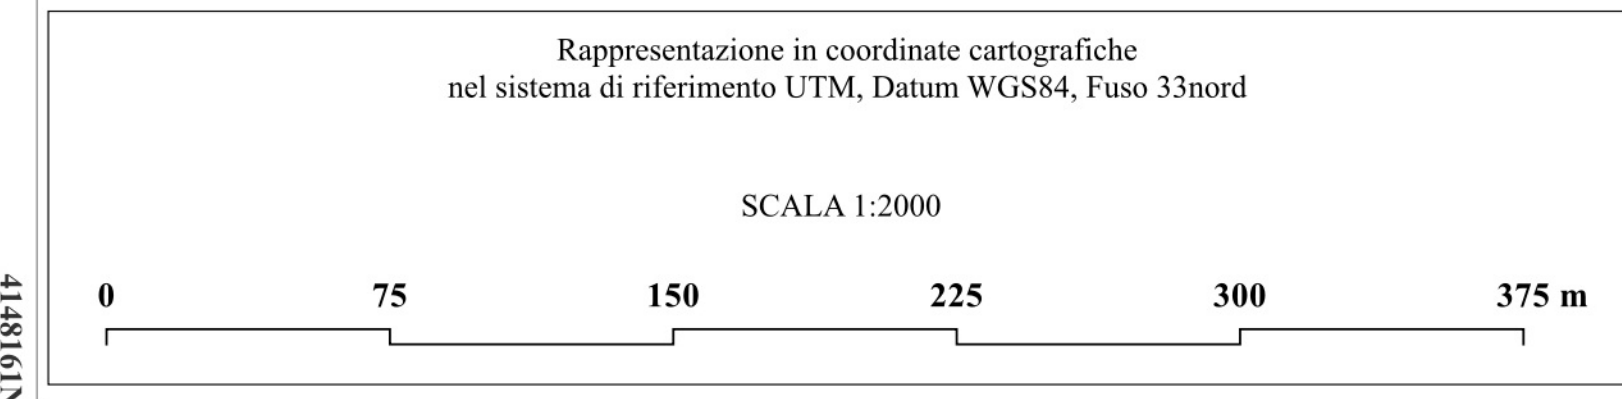 Rappresentazione in coordinate cartografiche
nel sistema di riferimento UTM, Datum WGS84, Fuso 33nord
SCALA 1:2000
0 75 150 225 300 375 m
4148161N